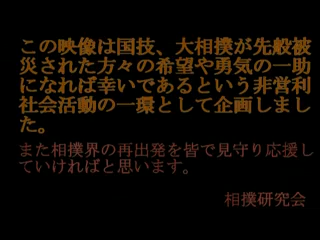 この映像は国技、大相撲が先般被
災された方々の希望や勇気の一助
になれば幸いであるという非営利
社会活動の一環として企画しまし
た。
また相撲界の再出発を皆で見守り応援し
ていければと思います。
相撲研究会